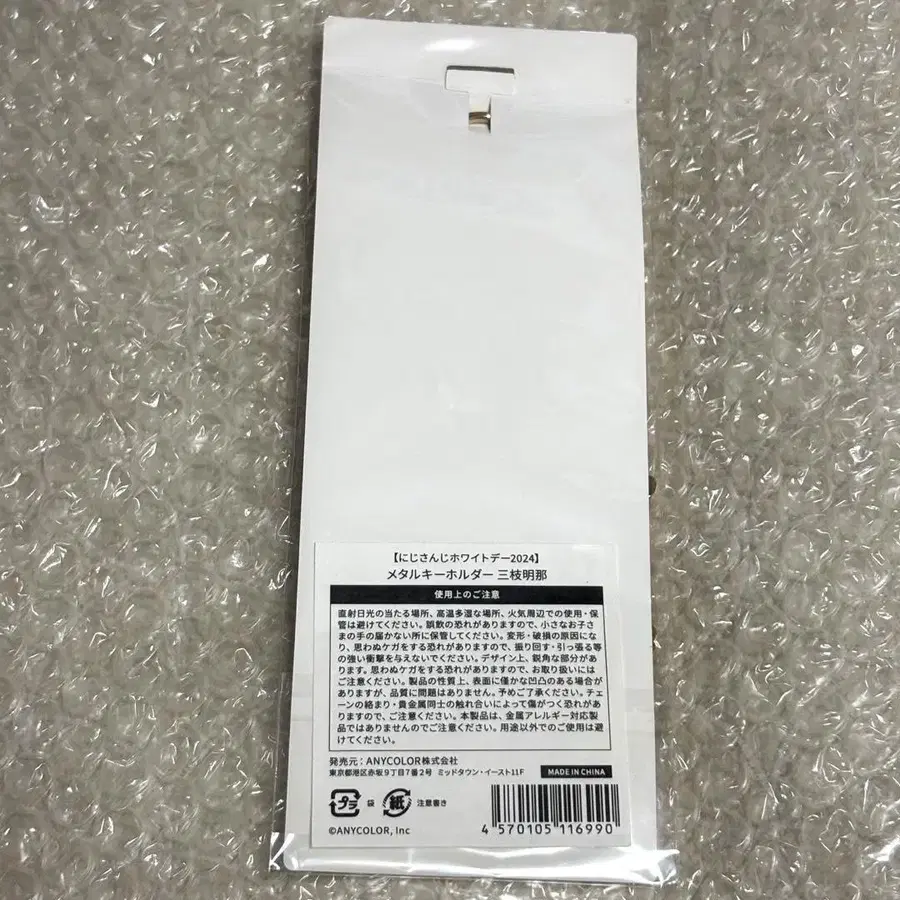 【にじさんじホワイトデー2024】
メタルキーホルダー 三枝明那
使用上のご注意
直射日光の当たる場所、高温多湿な場所、火気周辺での使用・保
管は避けてください。誤飲の恐れがありますので、小さなお子さ
まの手の届かない所に保管してください。変形・破損の原因にな
り、思わぬケガをする恐れがありますので、振り回す・引っ張る等
の強い衝撃を与えないでください。デザイン上、鋭角な部分があ
ります。思わぬケガをする恐れがありますので、お取り扱いには
ご注意ください。製品の性質上、表面に僅かな凹凸のある場合が
ありますが、品質に問題はありません。予めご了承ください。チェ
ーンの絡まり・貴金属同士の触れ合いによって傷がつく恐れがあ
りますので、ご注意ください。本製品は、金属アレルギー対応製
品ではありませんのでご注意ください。用途以外でのご使用は避
けてください。
発売元：ANYCOLOR株式会社
東京都港区赤坂9丁目7番2号 ミッドタウン・イースト11F
MADE IN CHINA
プラ 袋 紙 注意書き
©ANYCOLOR, Inc
4 570105 116990